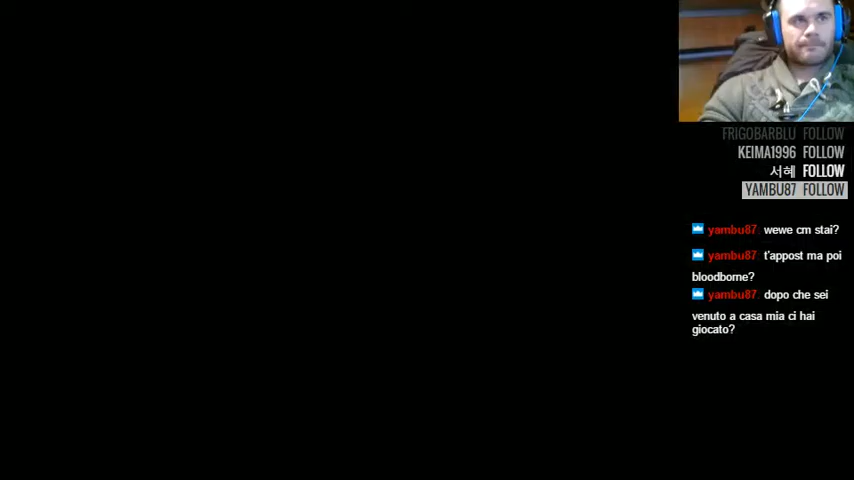 FRIGOBARBLU FOLLOW
KEIMA1996 FOLLOW
서혜 FOLLOW
YAMBU87 FOLLOW
yambu87: wewe cm stai?
yambu87: t'appost ma poi
bloodborne?
yambu87: dopo che sei
venuto a casa mia ci hai
giocato?